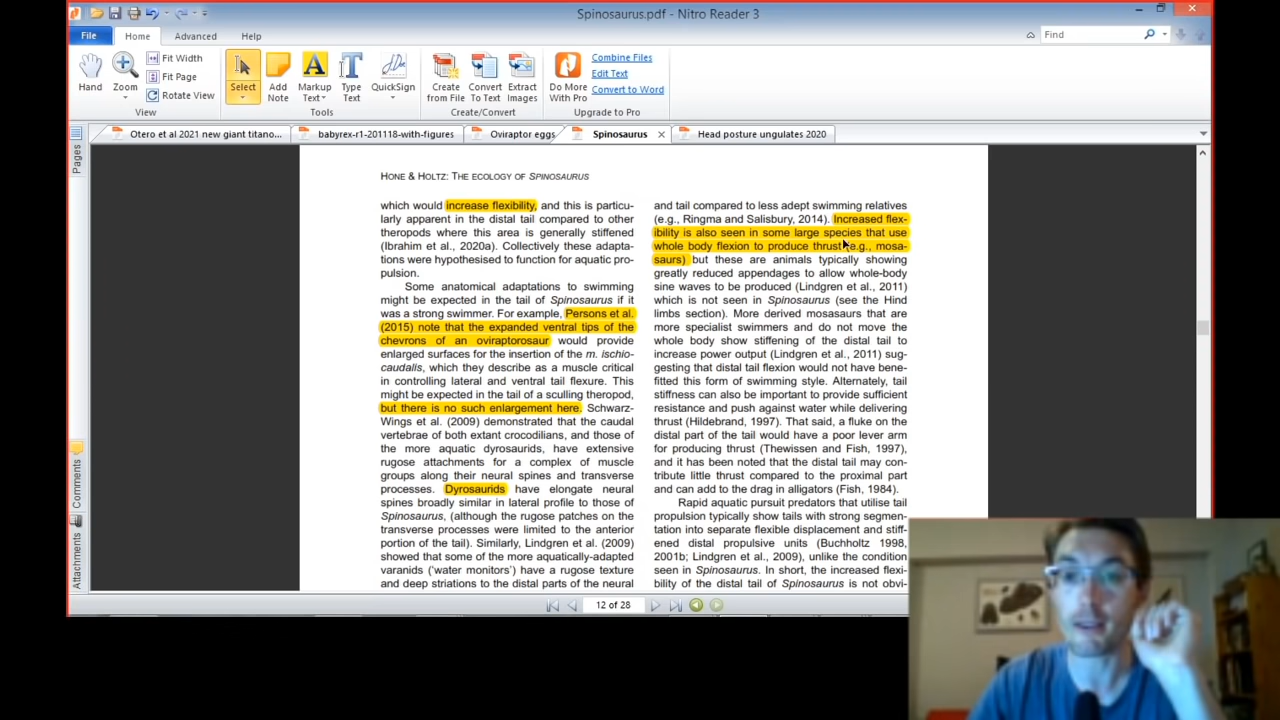 Spinosaurus.pdf - Nitro Reader 3
File Home Advanced Help
Find
Hand
Zoom
Fit Width
Fit Page
Rotate View
View
Select
Add Note
Markup Text
Type Text
QuickSign
Tools
Create from File
Convert To Text
Extract Images
Create/Convert
Do More With Pro
Combine Files
Edit Text
Convert to Word
Upgrade to Pro
Otero et al 2021 new giant titano...
babyrex-r1-201118-with-figures
Oviraptor eggs
Spinosaurus
Head posture ungulates 2020
Pages
Comments
Attachments
HONE & HOLTZ: THE ECOLOGY OF SPINOSAURUS
which would increase flexibility, and this is particu-
larly apparent in the distal tail compared to other
theropods where this area is generally stiffened
(Ibrahim et al., 2020a). Collectively these adapta-
tions were hypothesised to function for aquatic pro-
pulsion.
Some anatomical adaptations to swimming
might be expected in the tail of Spinosaurus if it
was a strong swimmer. For example, Persons et al.
(2015) note that the expanded ventral tips of the
chevrons of an oviraptorosaur would provide
enlarged surfaces for the insertion of the m. ischio-
caudalis, which they describe as a muscle critical
in controlling lateral and ventral tail flexure. This
might be expected in the tail of a sculling theropod,
but there is no such enlargement here. Schwarz-
Wings et al. (2009) demonstrated that the caudal
vertebrae of both extant crocodilians, and those of
the more aquatic dyrosaurids, have extensive
rugose attachments for a complex of muscle
groups along their neural spines and transverse
processes. Dyrosaurids have elongate neural
spines broadly similar in lateral profile to those of
Spinosaurus, (although the rugose patches on the
transverse processes were limited to the anterior
portion of the tail). Similarly, Lindgren et al. (2009)
showed that some of the more aquatically-adapted
varanids ('water monitors') have a rugose texture
and deep striations to the distal parts of the neural
and tail compared to less adept swimming relatives
(e.g., Ringma and Salisbury, 2014). Increased flex-
ibility is also seen in some large species that use
whole body flexion to produce thrust (e.g., mosa-
saurs) but these are animals typically showing
greatly reduced appendages to allow whole-body
sine waves to be produced (Lindgren et al., 2011)
which is not seen in Spinosaurus (see the Hind
limbs section). More derived mosasaurs that are
more specialist swimmers and do not move the
whole body show stiffening of the distal tail to
increase power output (Lindgren et al., 2011) sug-
gesting that distal tail flexion would not have bene-
fitted this form of swimming style. Alternately, tail
stiffness can also be important to provide sufficient
resistance and push against water while delivering
thrust (Hildebrand, 1997). That said, a fluke on the
distal part of the tail would have a poor lever arm
for producing thrust (Thewissen and Fish, 1997),
and it has been noted that the distal tail may con-
tribute little thrust compared to the proximal part
and can add to the drag in alligators (Fish, 1984).
Rapid aquatic pursuit predators that utilise tail
propulsion typically show tails with strong segmen-
tation into separate flexible displacement and stiff-
ened distal propulsive units (Buchholtz 1998,
2001b; Lindgren et al., 2009), unlike the condition
seen in Spinosaurus. In short, the increased flexi-
bility of the distal tail of Spinosaurus is not obvi-
12 of 28